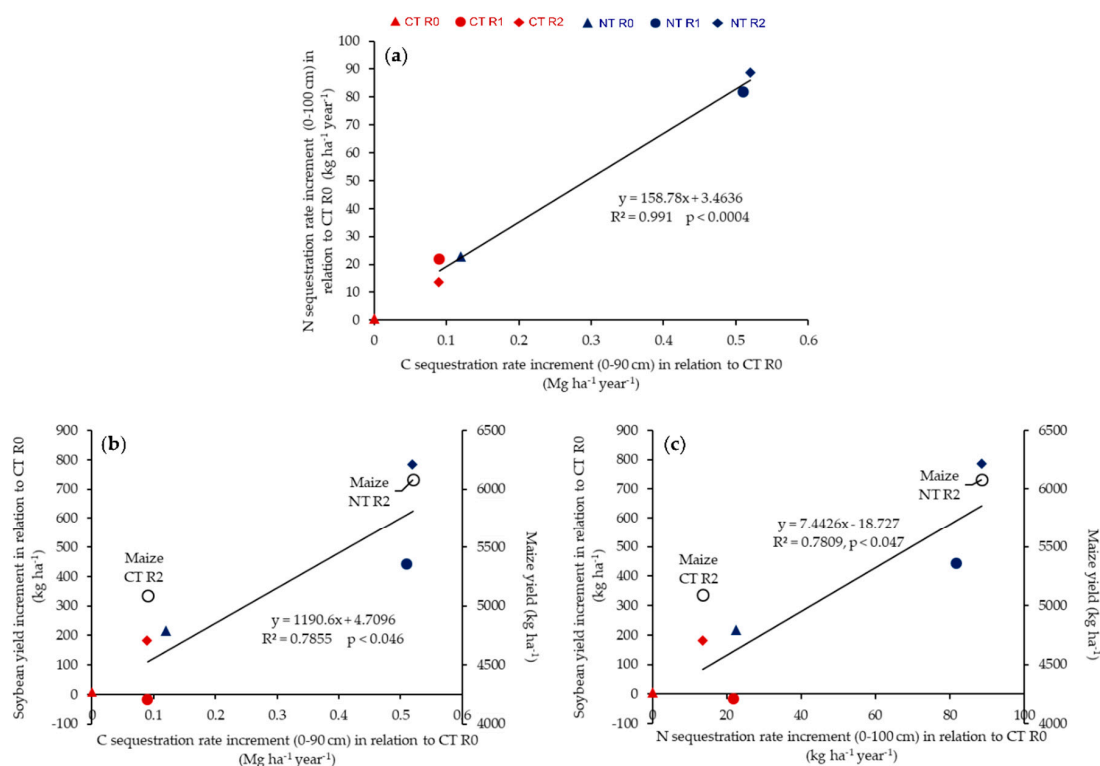 CT R0 CT R1 CT R2 NT R0 NT R1 NT R2
(a)
N sequestration rate increment (0-100 cm) in
relation to CT R0 (kg ha⁻¹ year⁻¹)
100
90
80
70
60
50
40
30
20
10
0
y = 158.78x + 3.4636
R² = 0.991 p < 0.0004
0 0.1 0.2 0.3 0.4 0.5 0.6
C sequestration rate increment (0-90 cm) in relation to CT R0
(Mg ha⁻¹ year⁻¹)
(b)
Soybean yield increment in relation to CT R0
(kg ha⁻¹)
900
800
700
600
500
400
300
200
100
0
-100
Maize
NT R2
Maize
CT R2
y = 1190.6x + 4.7096
R² = 0.7855 p < 0.046
6500
6000
5500
5000
4500
4000
Maize yield (kg ha⁻¹)
0 0.1 0.2 0.3 0.4 0.5 0.6
C sequestration rate increment (0-90cm) in relation to CT R0
(Mg ha⁻¹ year⁻¹)
(c)
Soybean yield increment in relation to CT R0
(kg ha⁻¹)
900
800
700
600
500
400
300
200
100
0
-100
Maize
NT R2
y = 7.4426x - 18.727
R² = 0.7809, p < 0.047
Maize
CT R2
6500
6000
5500
5000
4500
4000
Maize yield (kg ha⁻¹)
0 20 40 60 80 100
N sequestration rate increment (0-100 cm) in relation to CT R0
(kg ha⁻¹ year⁻¹)